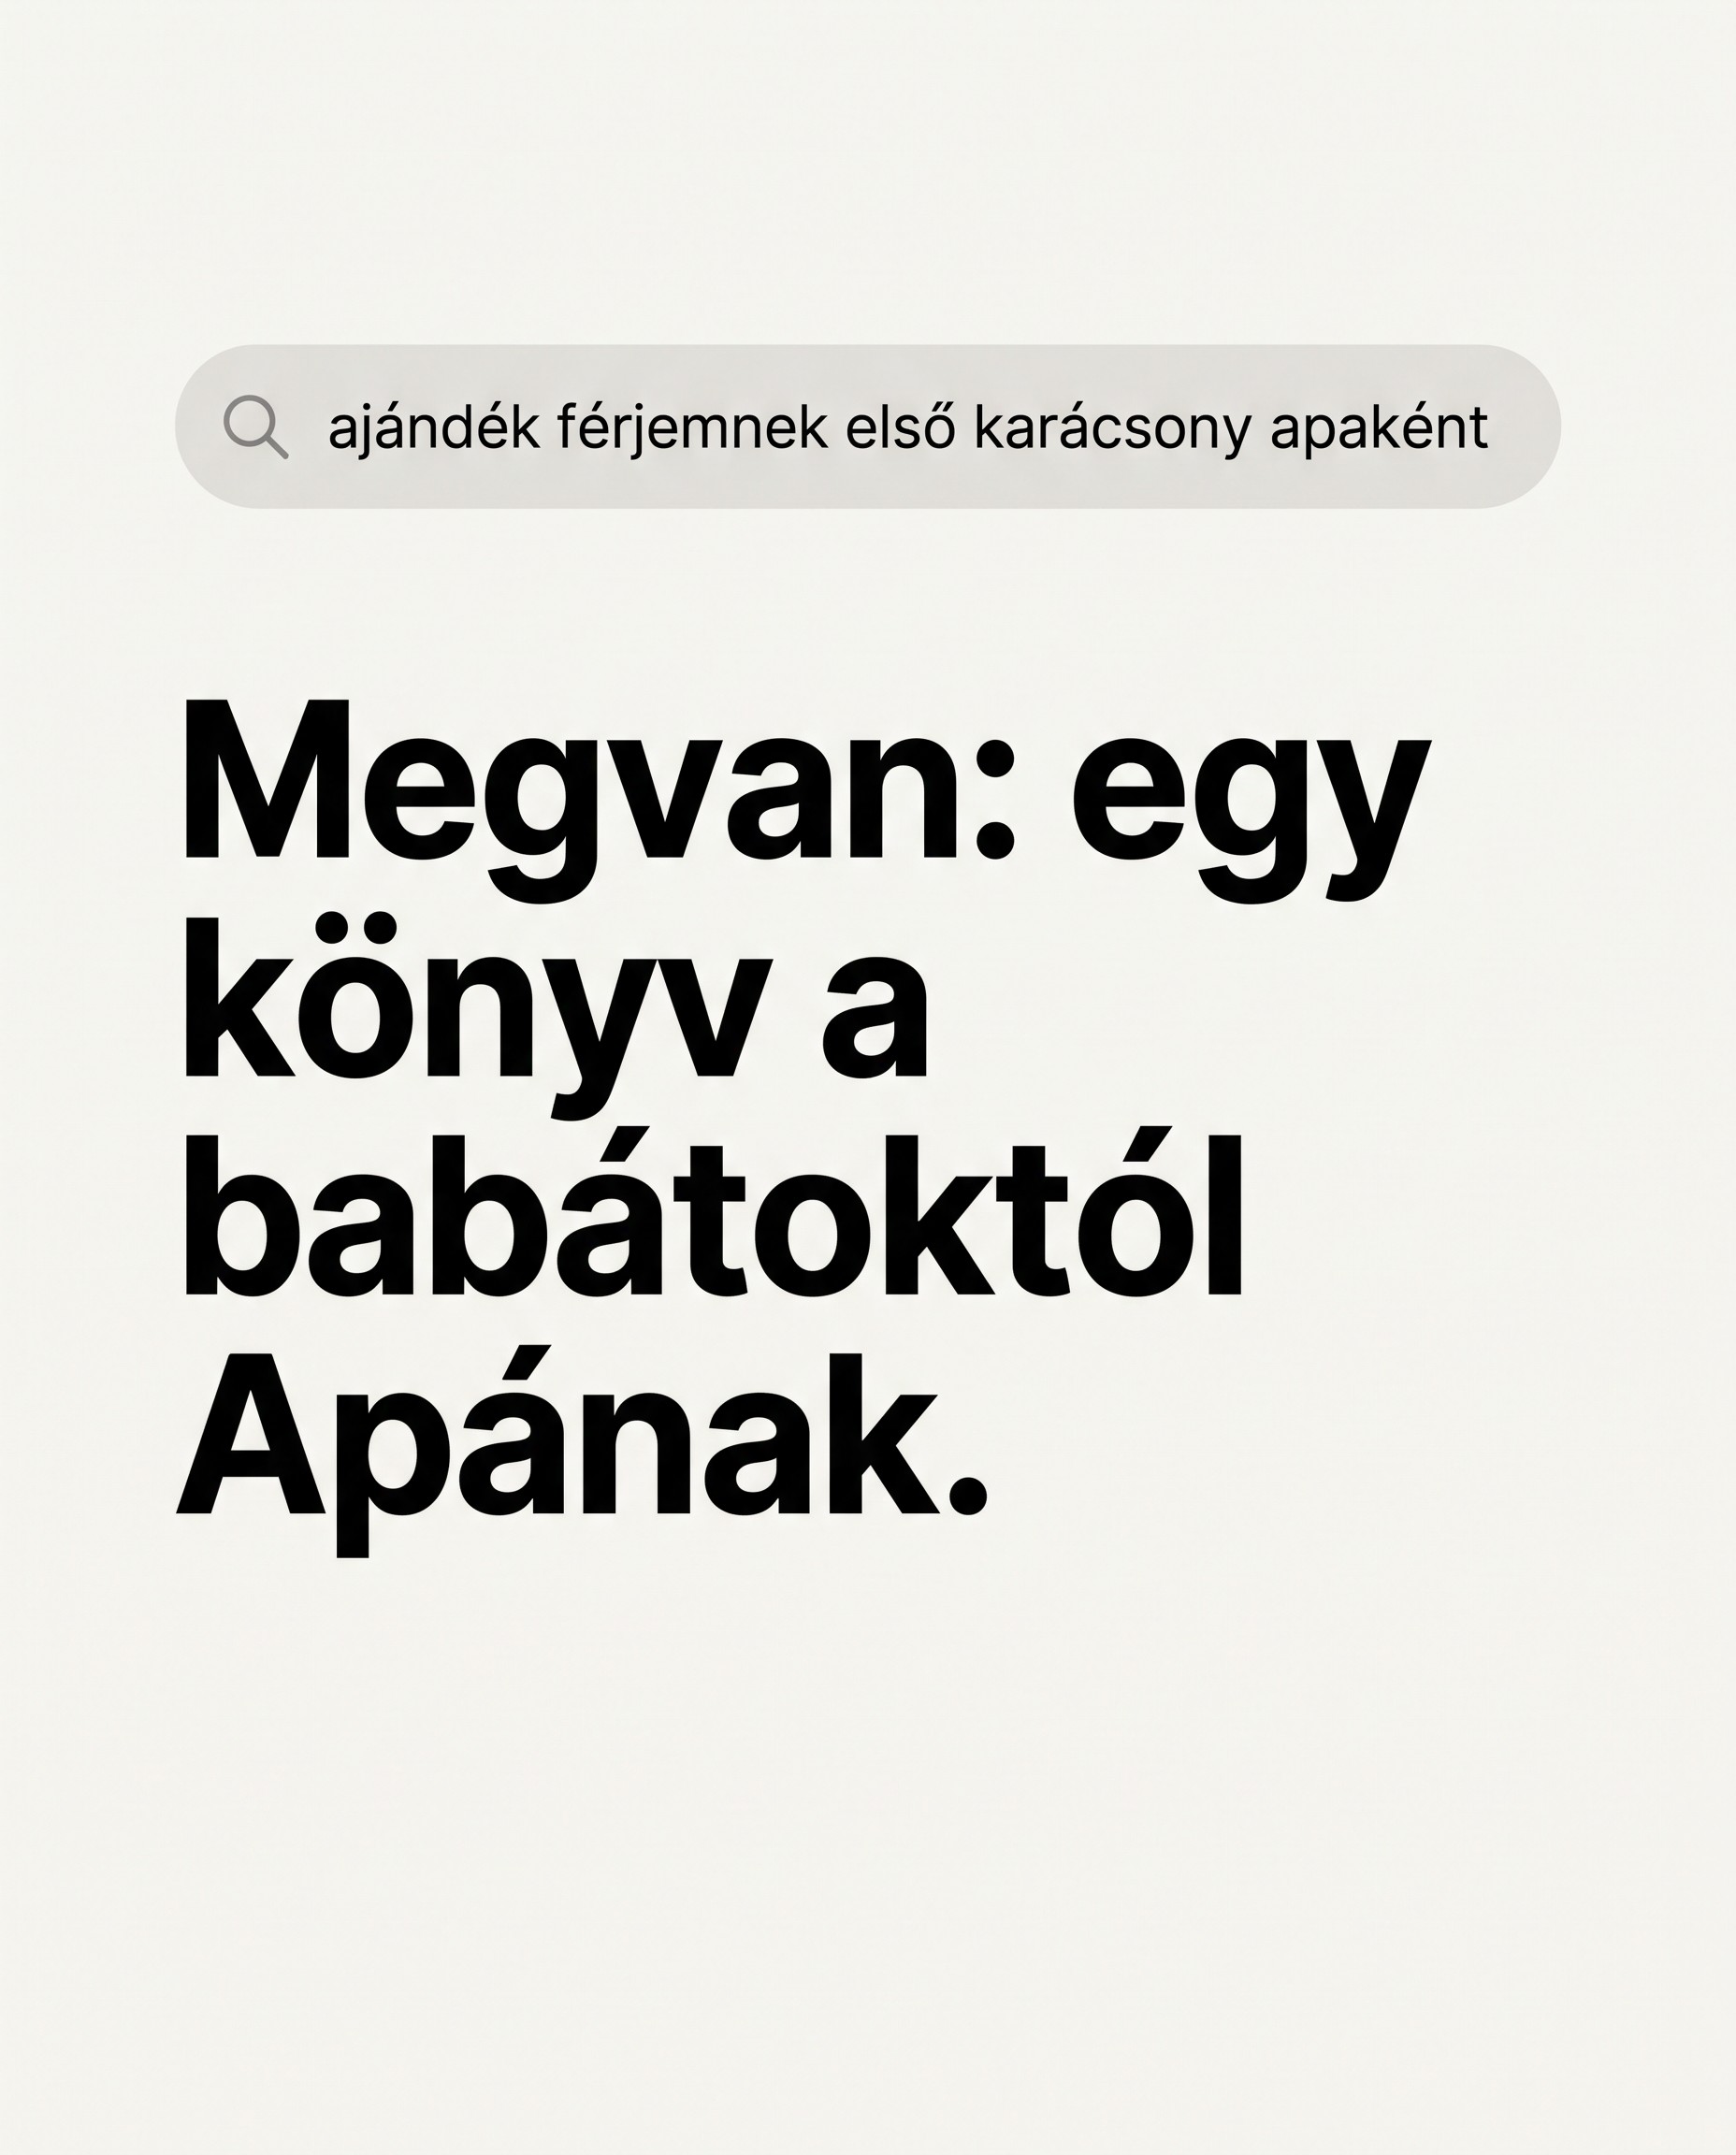 ajándék férjemnek első karácsony apaként
Megvan: egy
könyv a
babátoktól
Apának.